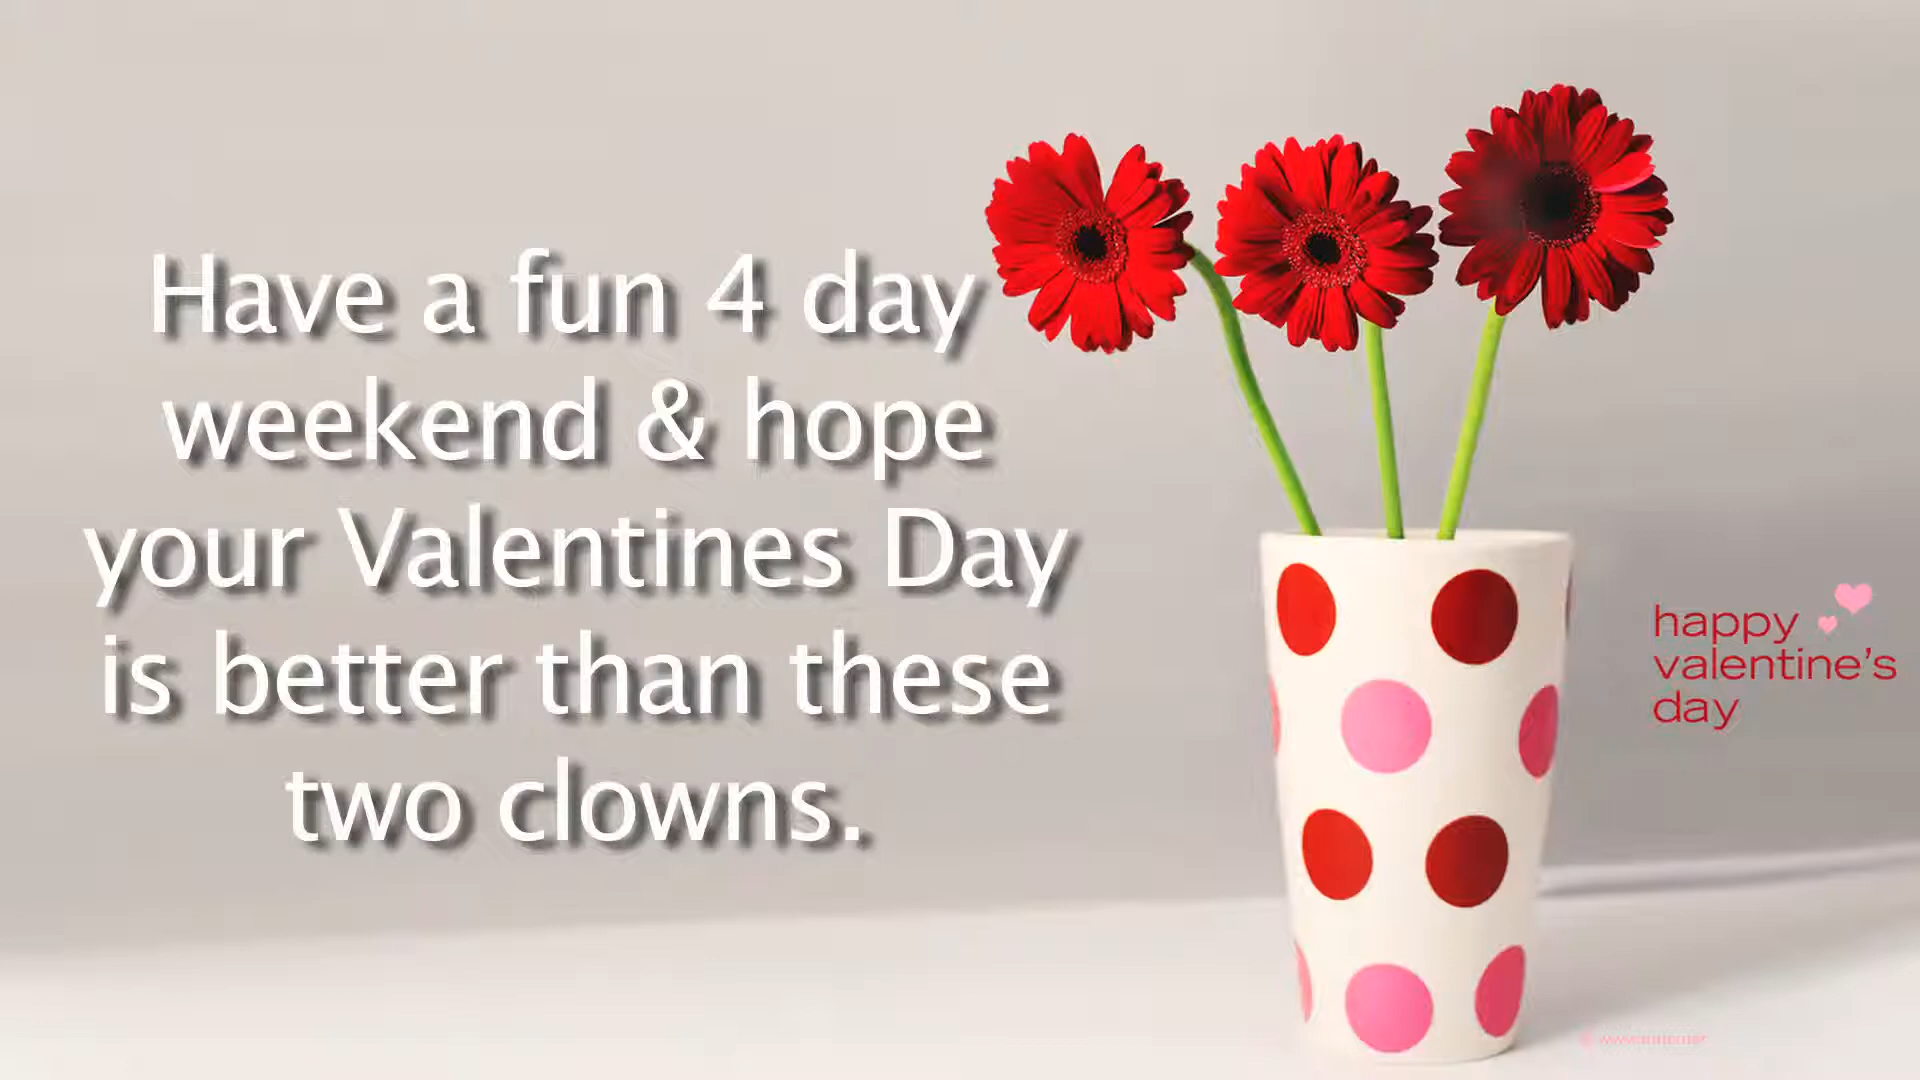 Have a fun 4 day
weekend & hope
your Valentines Day
is better than these
two clowns.
happy
valentine's
day